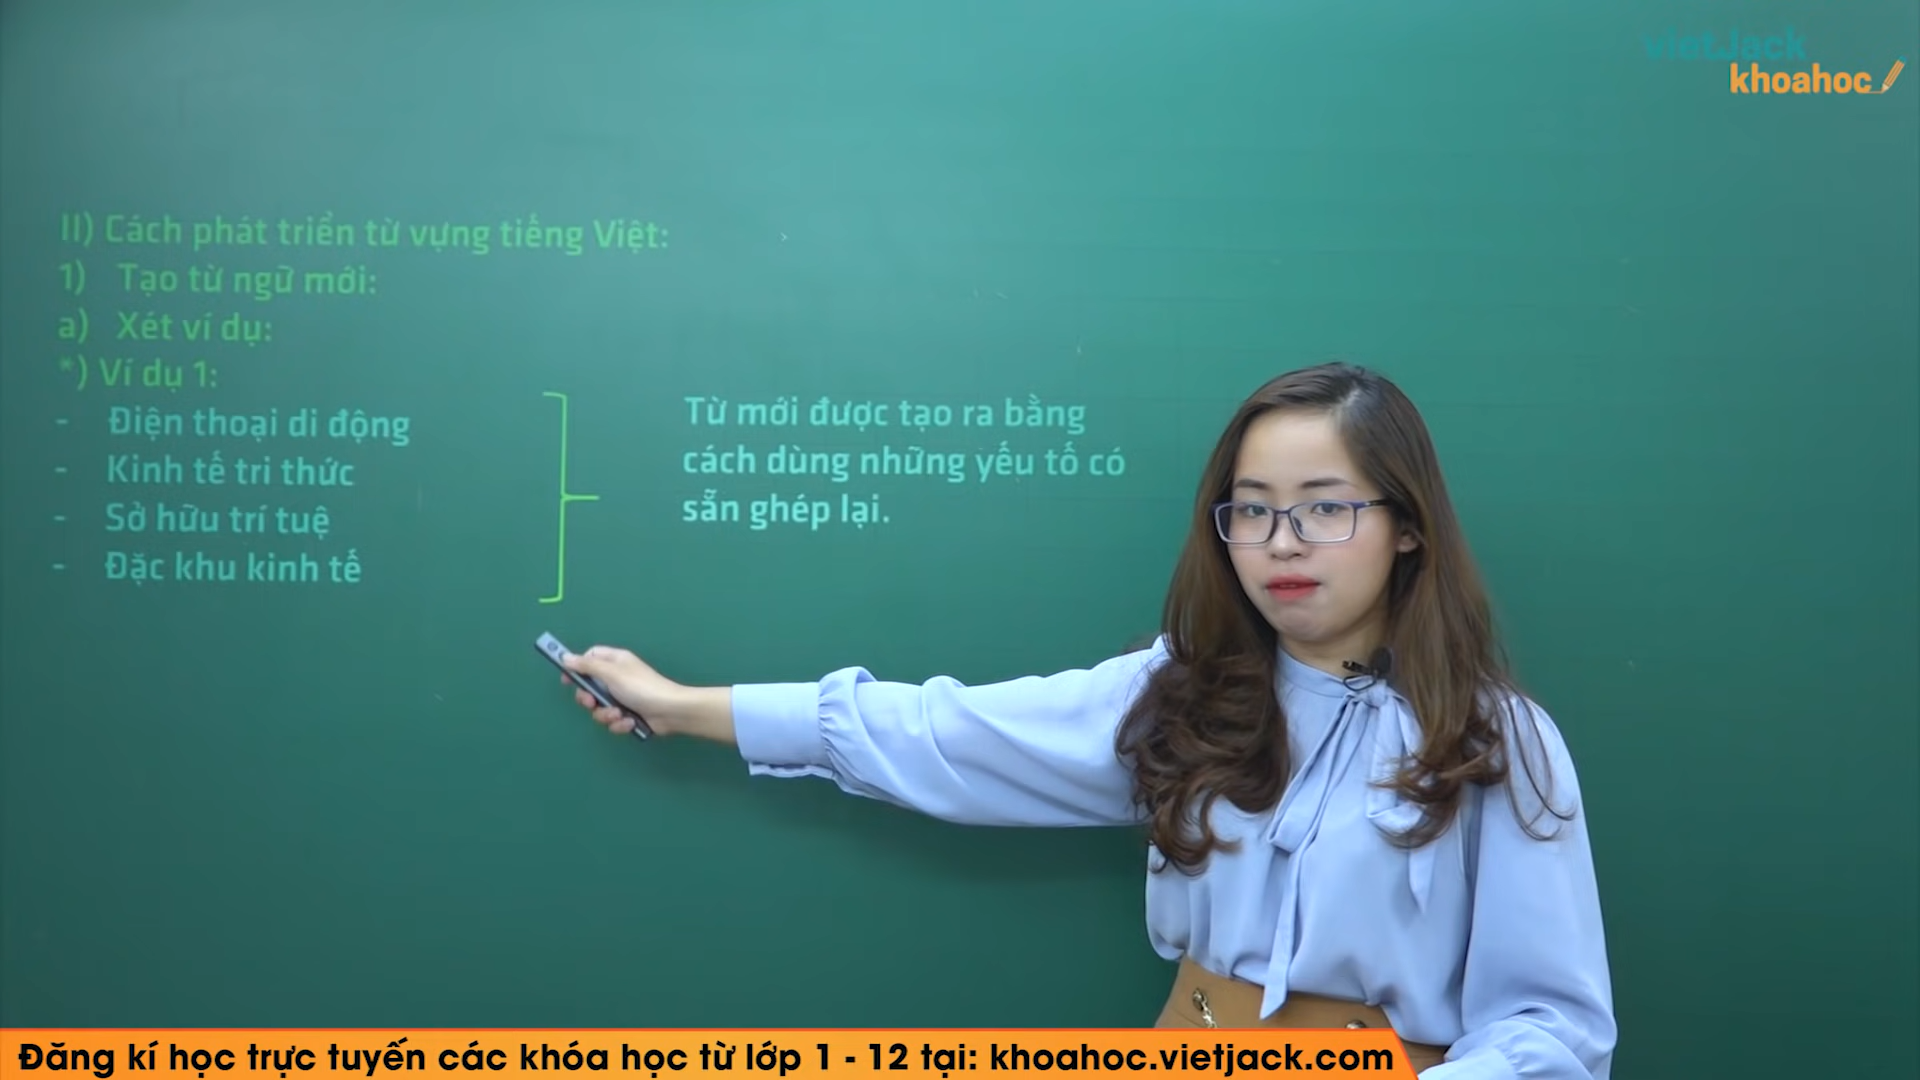 vietJack
khoahoc
II) Cách phát triển từ vựng tiếng Việt:
1) Tạo từ ngữ mới:
a) Xét ví dụ:
*) Ví dụ 1:
- Điện thoại di động
- Kinh tế tri thức
- Sở hữu trí tuệ
- Đặc khu kinh tế
Từ mới được tạo ra bằng
cách dùng những yếu tố có
sẵn ghép lại.
Đăng kí học trực tuyến các khóa học từ lớp 1 - 12 tại: khoahoc.vietjack.com